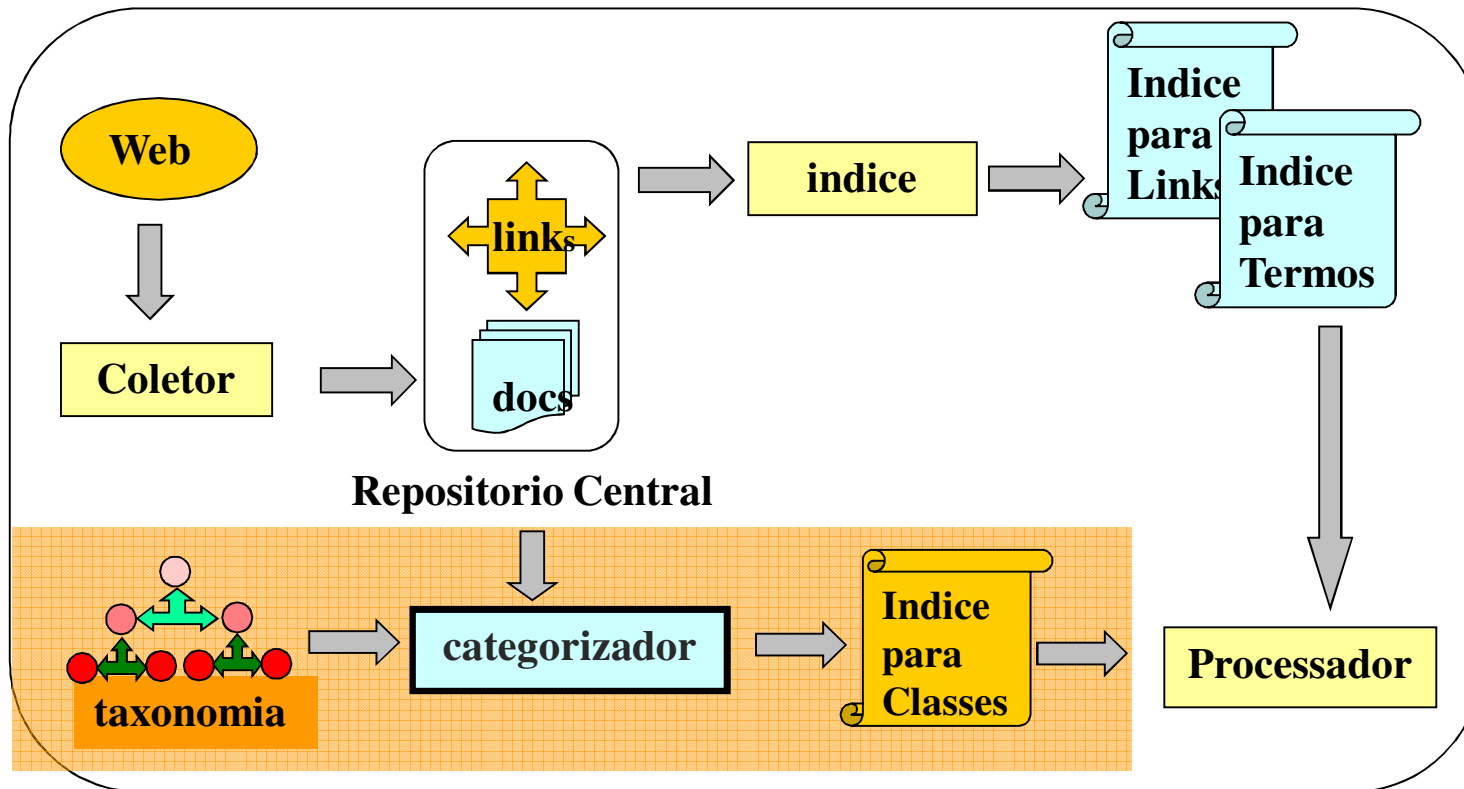 Web
Coletor
links
docs
Repositorio Central
indice
Indice
para
Links
Indice
para
Termos
taxonomia
categorizador
Indice
para
Classes
Processador